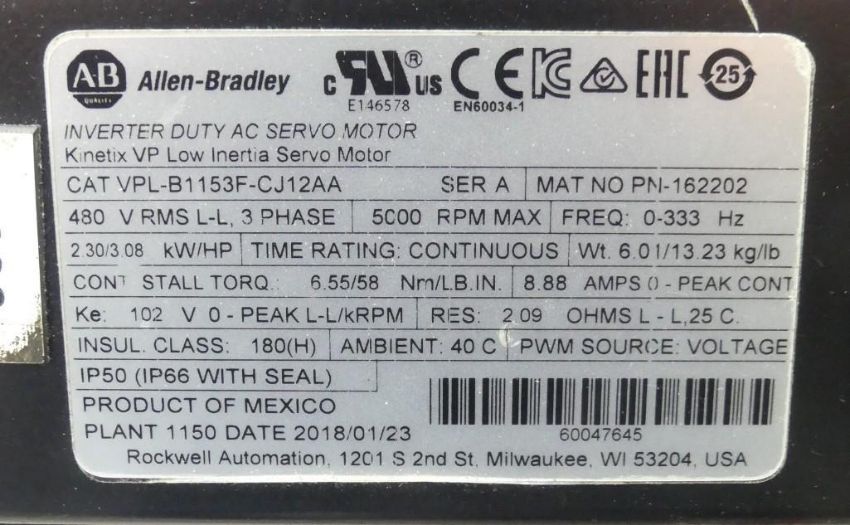 A-B QUALITY Allen-Bradley c UL ® US E146578 CE EN60034-1 EAC 25
INVERTER DUTY AC SERVO MOTOR
Kinetix VP Low Inertia Servo Motor
CAT VPL-B1153F-CJ12AA SER A MAT NO PN-162202
480 V RMS L-L, 3 PHASE 5000 RPM MAX FREQ: 0-333 Hz
2.30/3.08 kW/HP TIME RATING: CONTINUOUS Wt. 6.01/13.23 kg/lb
CONT STALL TORQ.: 6.55/58 Nm/LB.IN. 8.88 AMPS 0 - PEAK CONT
Ke: 102 V 0 - PEAK L-L/kRPM RES: 2.09 OHMS L - L,25 C.
INSUL. CLASS: 180(H) AMBIENT: 40 C PWM SOURCE: VOLTAGE
IP50 (IP66 WITH SEAL)
PRODUCT OF MEXICO
PLANT 1150 DATE 2018/01/23 60047645
Rockwell Automation, 1201 S 2nd St, Milwaukee, WI 53204, USA